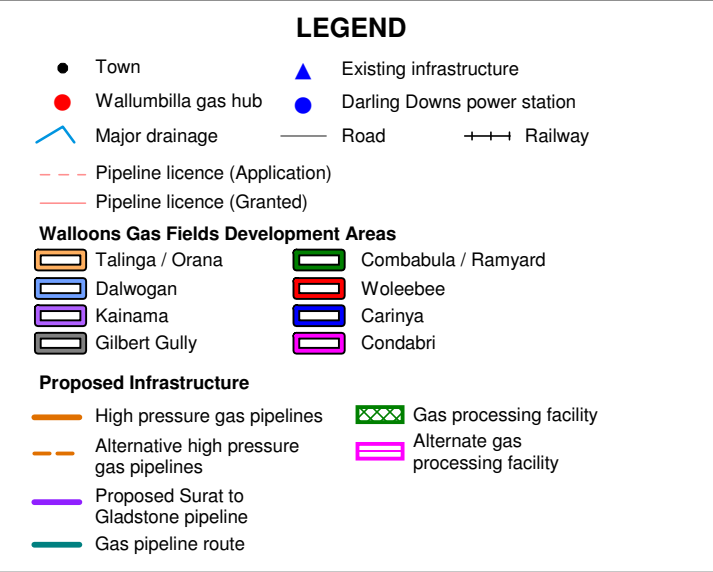 LEGEND
Town
Existing infrastructure
Wallumbilla gas hub
Darling Downs power station
Major drainage
Road
Railway
Pipeline licence (Application)
Pipeline licence (Granted)
Walloons Gas Fields Development Areas
Talinga / Orana
Combabula / Ramyard
Dalwogan
Woleebee
Kainama
Carinya
Gilbert Gully
Condabri
Proposed Infrastructure
High pressure gas pipelines
Gas processing facility
Alternative high pressure
gas pipelines
Alternate gas
processing facility
Proposed Surat to
Gladstone pipeline
Gas pipeline route